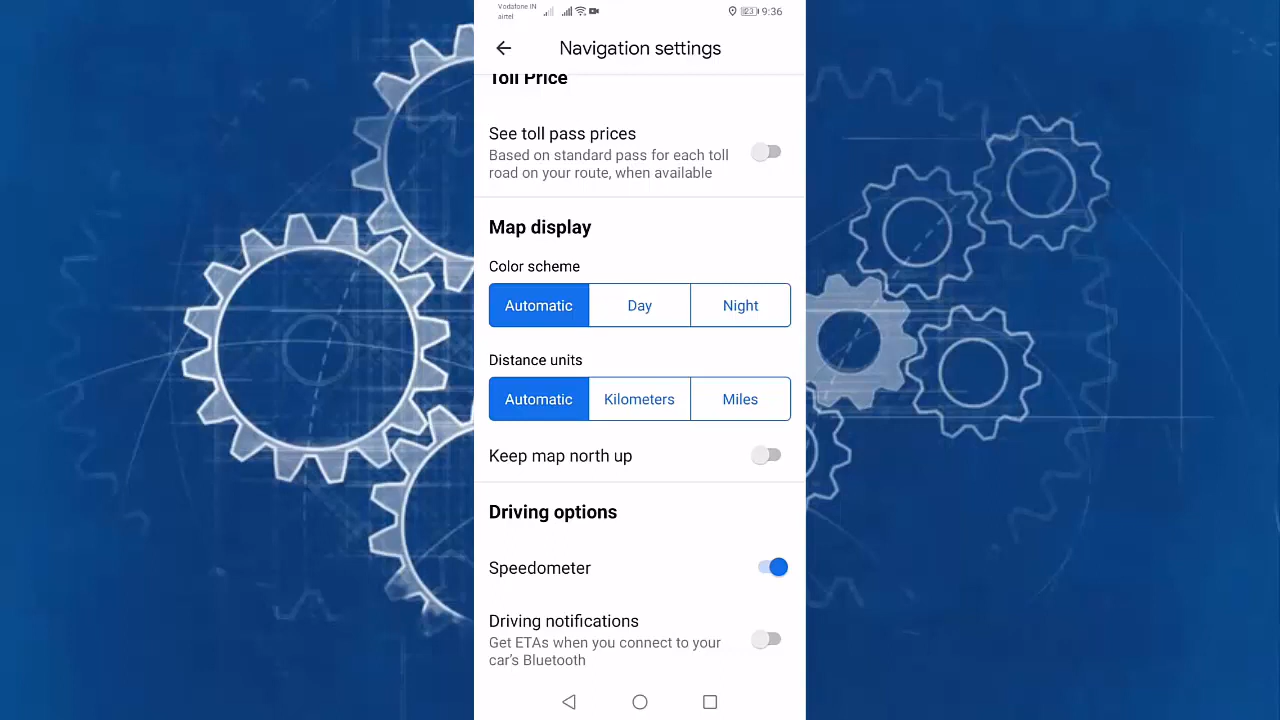 Vodafone IN
airtel
23
9:36
Navigation settings
Toll Price
See toll pass prices
Based on standard pass for each toll
road on your route, when available
Map display
Color scheme
Automatic Day Night
Distance units
Automatic Kilometers Miles
Keep map north up
Driving options
Speedometer
Driving notifications
Get ETAs when you connect to your
car's Bluetooth